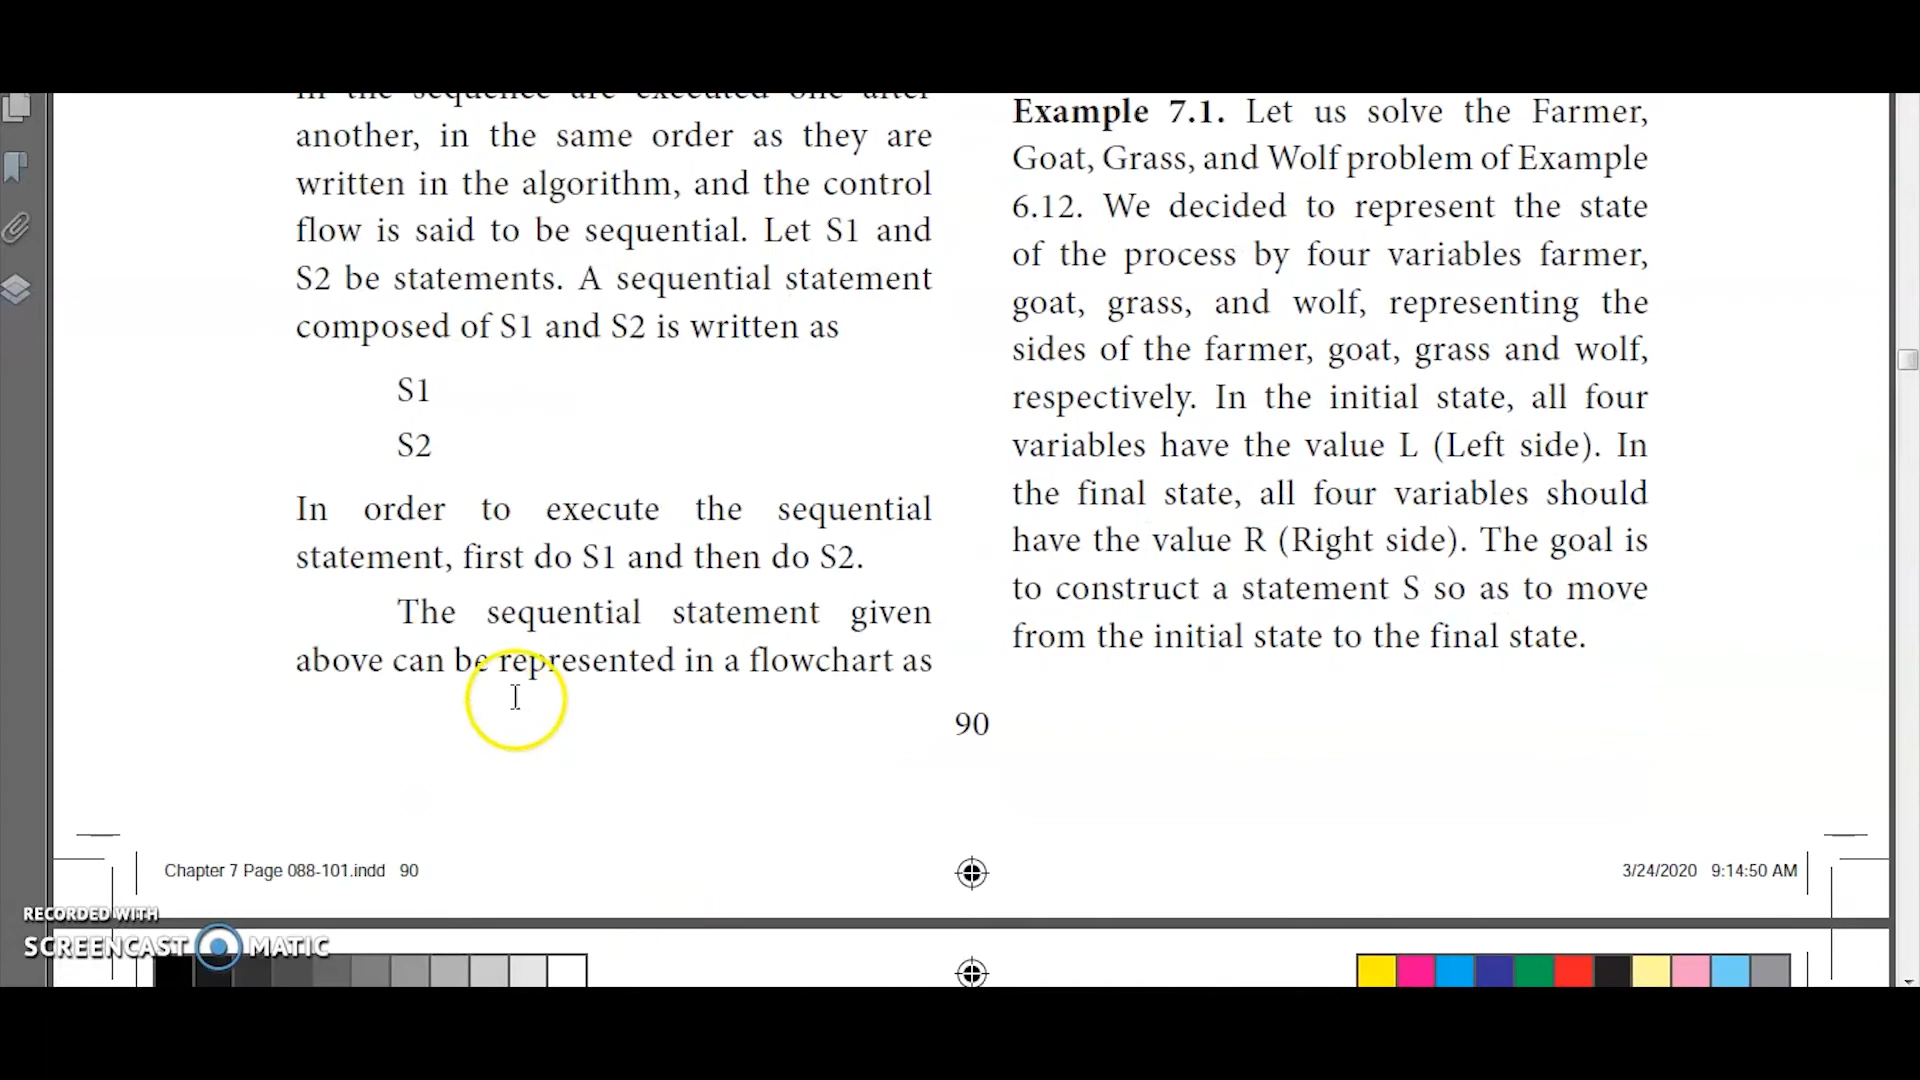 in the sequence are executed one after
another, in the same order as they are
written in the algorithm, and the control
flow is said to be sequential. Let S1 and
S2 be statements. A sequential statement
composed of S1 and S2 is written as
S1
S2
In order to execute the sequential
statement, first do S1 and then do S2.
The sequential statement given
above can be represented in a flowchart as
Example 7.1. Let us solve the Farmer,
Goat, Grass, and Wolf problem of Example
6.12. We decided to represent the state
of the process by four variables farmer,
goat, grass, and wolf, representing the
sides of the farmer, goat, grass and wolf,
respectively. In the initial state, all four
variables have the value L (Left side). In
the final state, all four variables should
have the value R (Right side). The goal is
to construct a statement S so as to move
from the initial state to the final state.
90
Chapter 7 Page 088-101.indd 90
3/24/2020 9:14:50 AM
RECORDED WITH
SCREENCAST MATIC